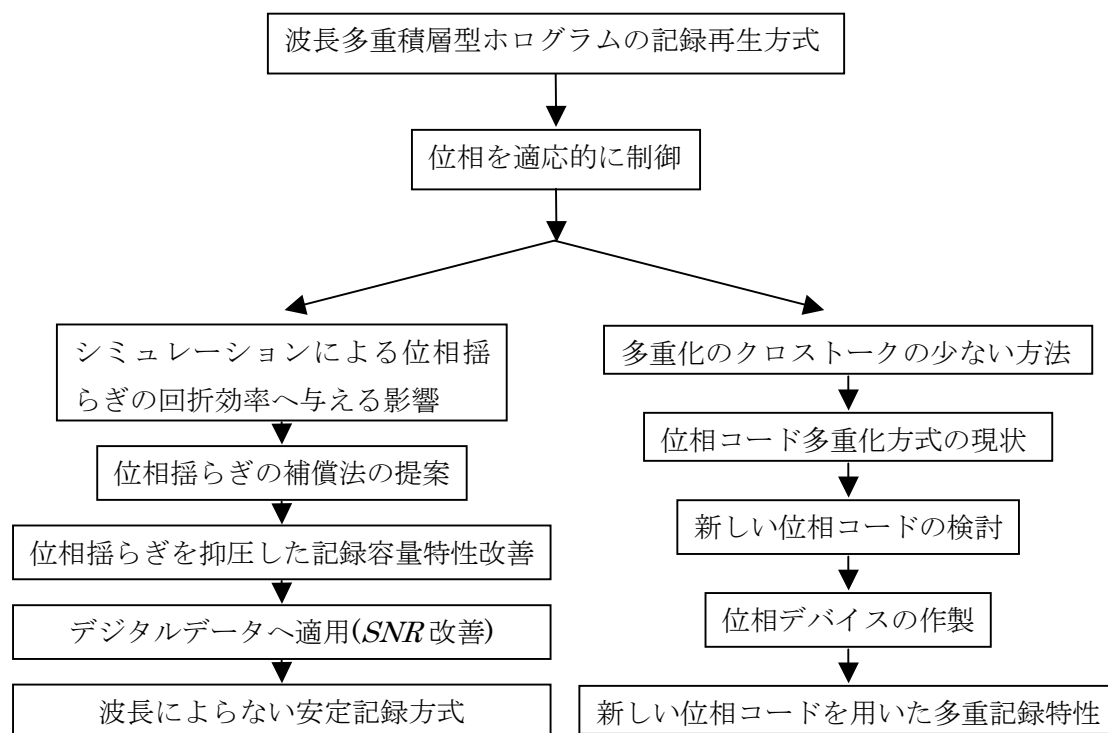 波長多重積層型ホログラムの記録再生方式
位相を適応的に制御
シミュレーションによる位相揺
らぎの回折効率へ与える影響
位相揺らぎの補償法の提案
位相揺らぎを抑圧した記録容量特性改善
デジタルデータへ適用(SNR改善)
波長によらない安定記録方式
多重化のクロストークの少ない方法
位相コード多重化方式の現状
新しい位相コードの検討
位相デバイスの作製
新しい位相コードを用いた多重記録特性